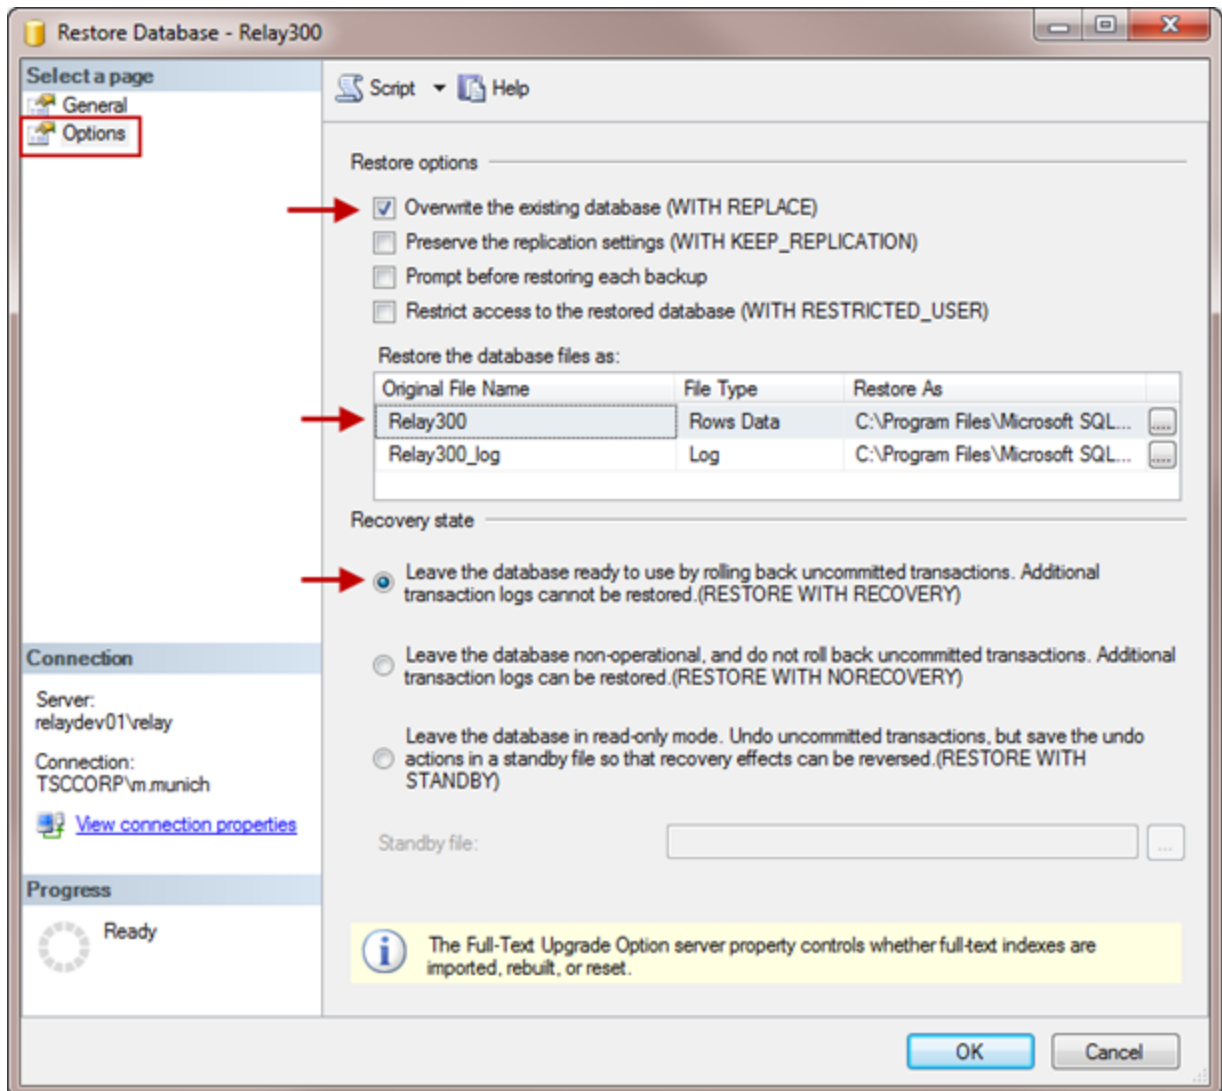 Restore Database - Relay300
Select a page
General
Options
Script
Help
Restore options
Overwrite the existing database (WITH REPLACE)
Preserve the replication settings (WITH KEEP_REPLICATION)
Prompt before restoring each backup
Restrict access to the restored database (WITH RESTRICTED_USER)
Restore the database files as:
Original File Name File Type Restore As
Relay300 Rows Data C:\Program Files\Microsoft SQL... ....
Relay300_log Log C:\Program Files\Microsoft SQL... ....
Recovery state
Leave the database ready to use by rolling back uncommitted transactions. Additional
transaction logs cannot be restored.(RESTORE WITH RECOVERY)
Leave the database non-operational, and do not roll back uncommitted transactions. Additional
transaction logs can be restored.(RESTORE WITH NORECOVERY)
Leave the database in read-only mode. Undo uncommitted transactions, but save the undo
actions in a standby file so that recovery effects can be reversed.(RESTORE WITH
STANDBY)
Standby file: ...
Connection
Server:
relaydev01\relay
Connection:
TSCCORP\m.munich
View connection properties
Progress
Ready
The Full-Text Upgrade Option server property controls whether full-text indexes are
imported, rebuilt, or reset.
OK Cancel